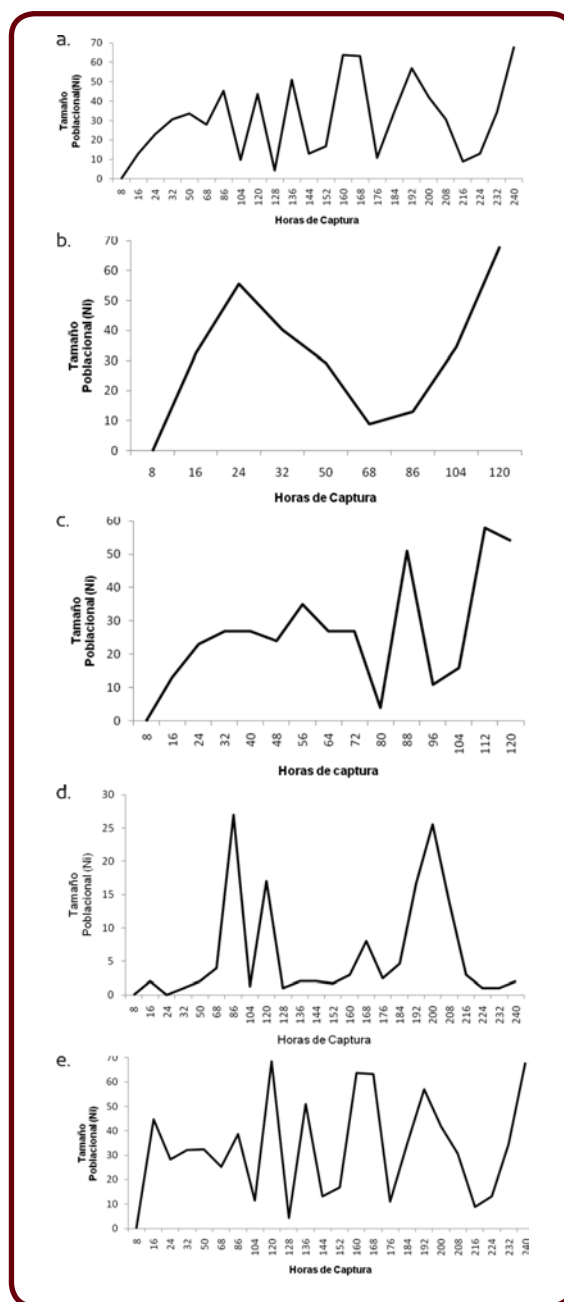 a.
Tamaño
Poblacional(Ni)
70
60
50
40
30
20
10
0
8 16 24 32 50 68 86 104 120 128 136 144 152 160 168 176 184 192 200 208 216 224 232 240
Horas de Captura
b.
Tamaño
Poblacional (Ni)
70
60
50
40
30
20
10
0
8 16 24 32 50 68 86 104 120
Horas de Captura
c.
Tamaño
Poblacional (Ni)
60
50
40
30
20
10
0
8 16 24 32 40 48 56 64 72 80 88 96 104 112 120
Horas de captura
d.
Tamaño
Poblacional (Ni)
30
25
20
15
10
5
0
8 16 24 32 50 68 86 104 120 128 136 144 152 160 168 176 184 192 200 208 216 224 232 240
Horas de Captura
e.
Tamaño
Poblacional(Ni)
70
60
50
40
30
20
10
0
8 16 24 32 50 68 86 104 120 128 136 144 152 160 168 176 184 192 200 208 216 224 232 240
Horas de Captura